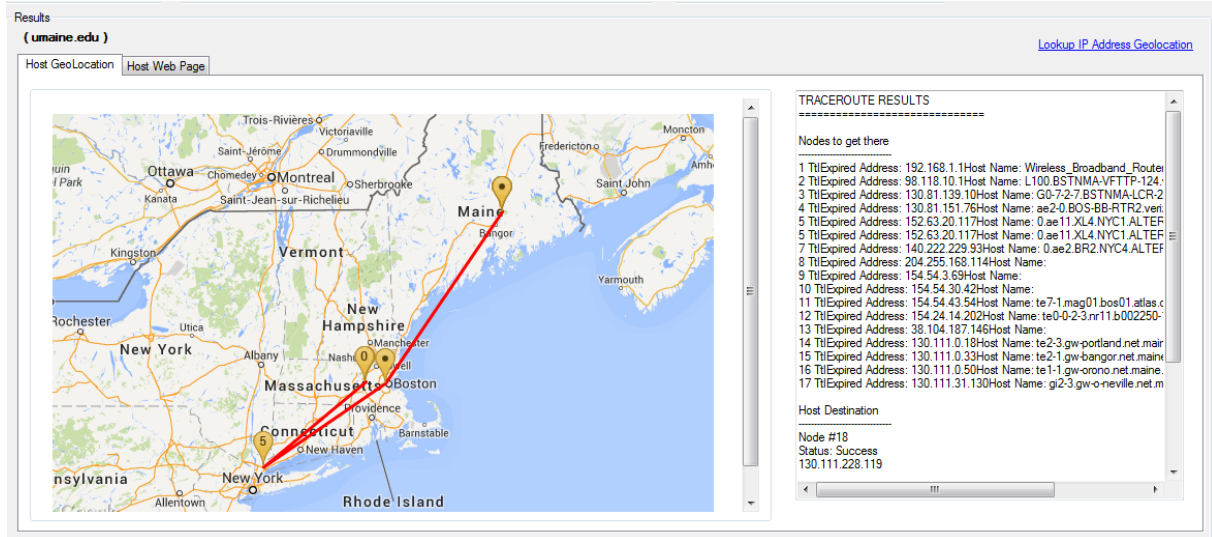 Results
( umaine.edu )
Lookup IP Address Geolocation
Host GeoLocation
Host Web Page
Trois-Rivières
Victoriaville
Moncton
Saint-Jérôme
Drummondville
Fredericton
Ottawa
Chomedey
Montreal
Amh
l Park
Sherbrooke
Saint John
Kanata
Saint-Jean-sur-Richelieu
Maine
Bangor
Kingston
Vermont
Yarmouth
New
Hampshire
Rochester
Utica
Manchester
New York
Albany
Nash
ell
0
Massachusetts
Boston
Providence
Connecticut
Barnstable
5
New Haven
nsylvania
New York
Allentown
Rhode Island
TRACEROUTE RESULTS
==============================
Nodes to get there
------------------------------
1 TtlExpired Address: 192.168.1.1Host Name: Wireless_Broadband_Router
2 TtlExpired Address: 98.118.10.1Host Name: L100.BSTNMA-VFTTP-124.
3 TtlExpired Address: 130.81.139.10Host Name: G0-7-2-7.BSTNMA-LCR-2
4 TtlExpired Address: 130.81.151.76Host Name: ae2-0.BOS-BB-RTR2.veri
5 TtlExpired Address: 152.63.20.117Host Name: 0.ae11.XL4.NYC1.ALTER
5 TtlExpired Address: 152.63.20.117Host Name: 0.ae11.XL4.NYC1.ALTER
7 TtlExpired Address: 140.222.229.93Host Name: 0.ae2.BR2.NYC4.ALTEF
8 TtlExpired Address: 204.255.168.114Host Name:
9 TtlExpired Address: 154.54.3.69Host Name:
10 TtlExpired Address: 154.54.30.42Host Name:
11 TtlExpired Address: 154.54.43.54Host Name: te7-1.mag01.bos01.atlas.c
12 TtlExpired Address: 154.24.14.202Host Name: te0-0-2-3.nr11.b002250-
13 TtlExpired Address: 38.104.187.146Host Name:
14 TtlExpired Address: 130.111.0.18Host Name: te2-3.gw-portland.net.main
15 TtlExpired Address: 130.111.0.33Host Name: te2-1.gw-bangor.net.maine
16 TtlExpired Address: 130.111.0.50Host Name: te1-1.gw-orono.net.maine.
17 TtlExpired Address: 130.111.31.130Host Name: gi2-3.gw-o-neville.net.m
Host Destination
------------------------------
Node #18
Status: Success
130.111.228.119